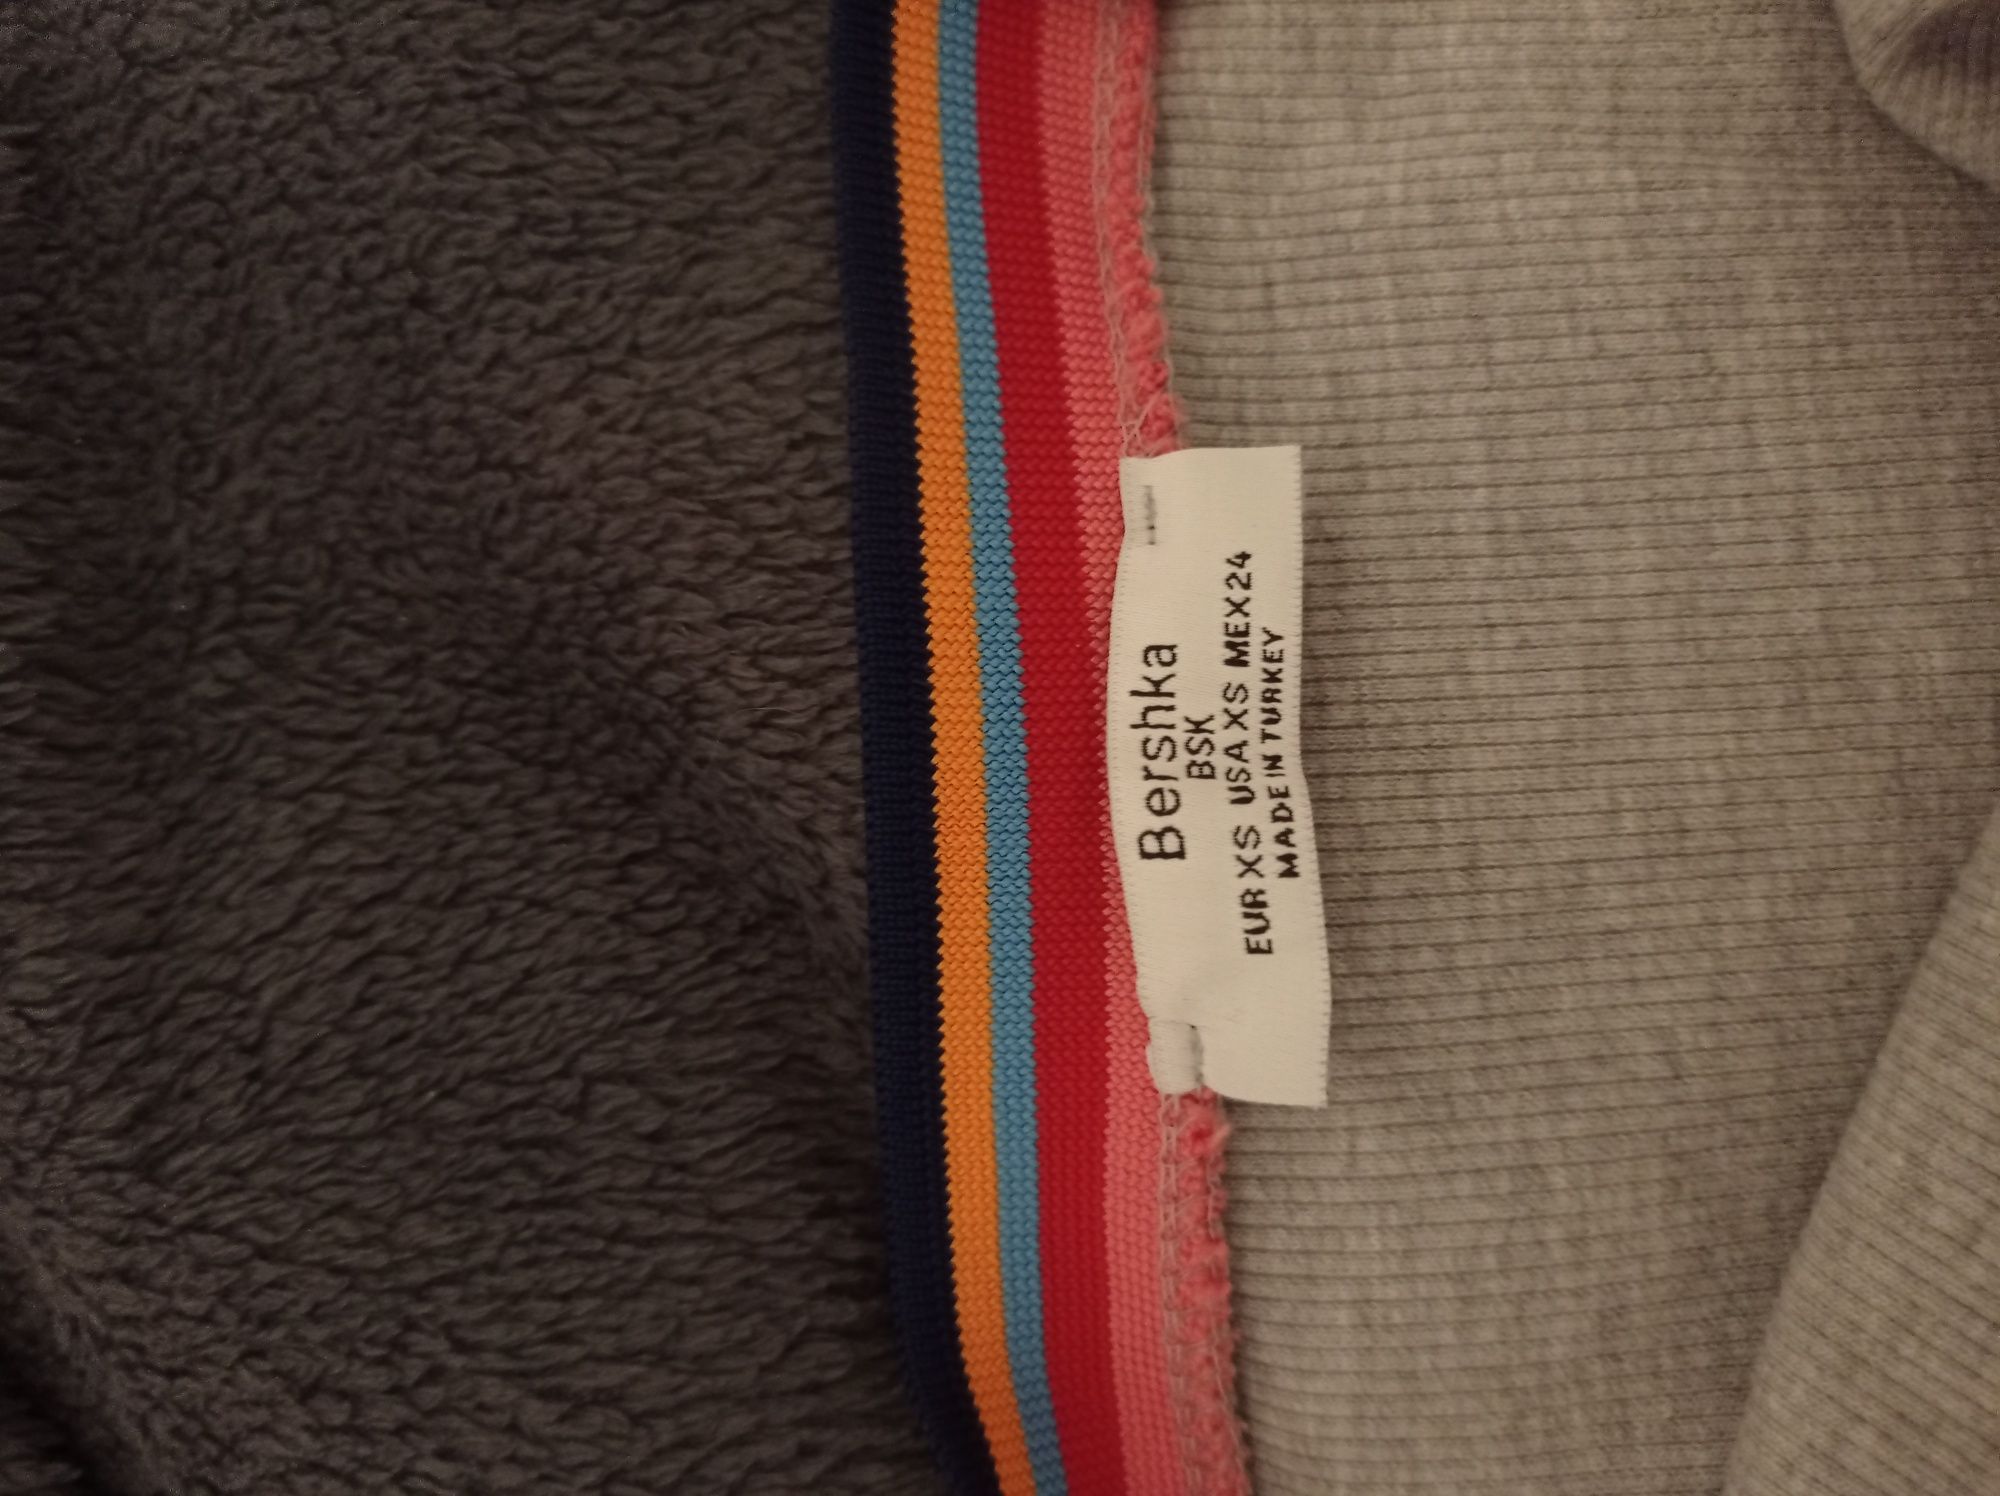 Bershka
BSK
EUR XS USA XS MEX 24
MADE IN TURKEY